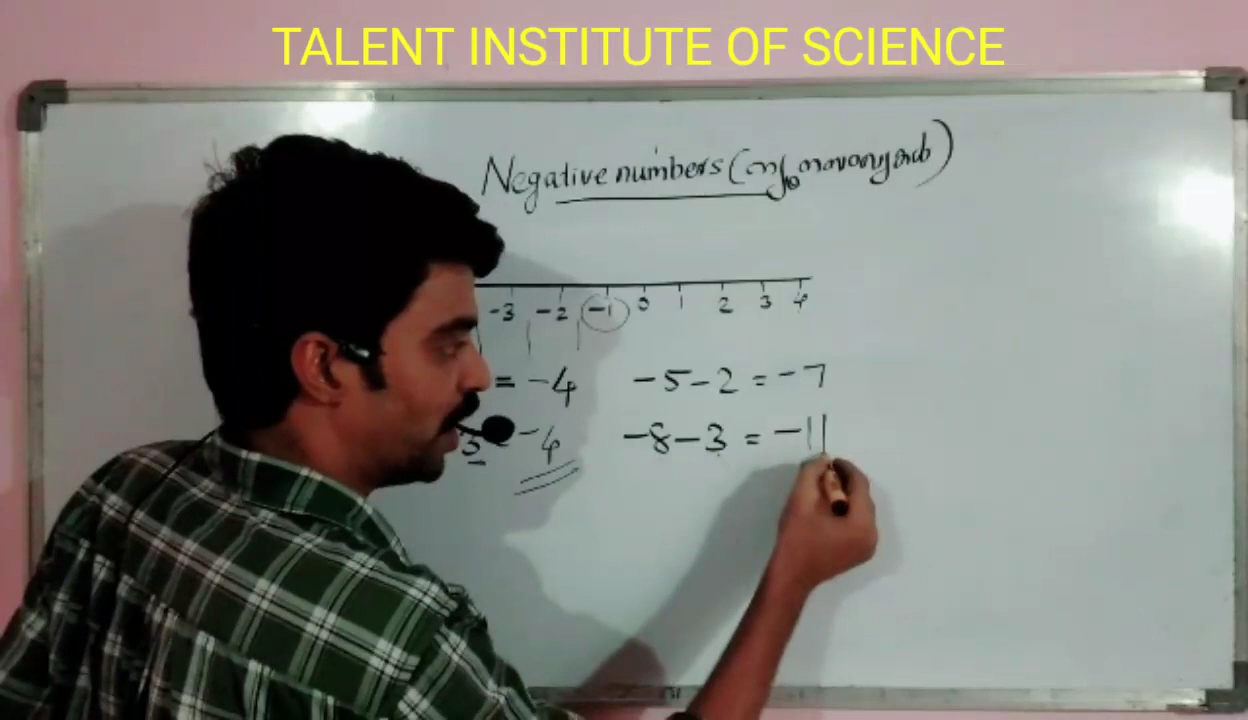 TALENT INSTITUTE OF SCIENCE
Negative numbers (ന്യൂനസംഖ്യകൾ)
-3 -2 -1 0 1 2 3 4
= -4 -5-2 = -7
3 = -4 -8-3 = -11